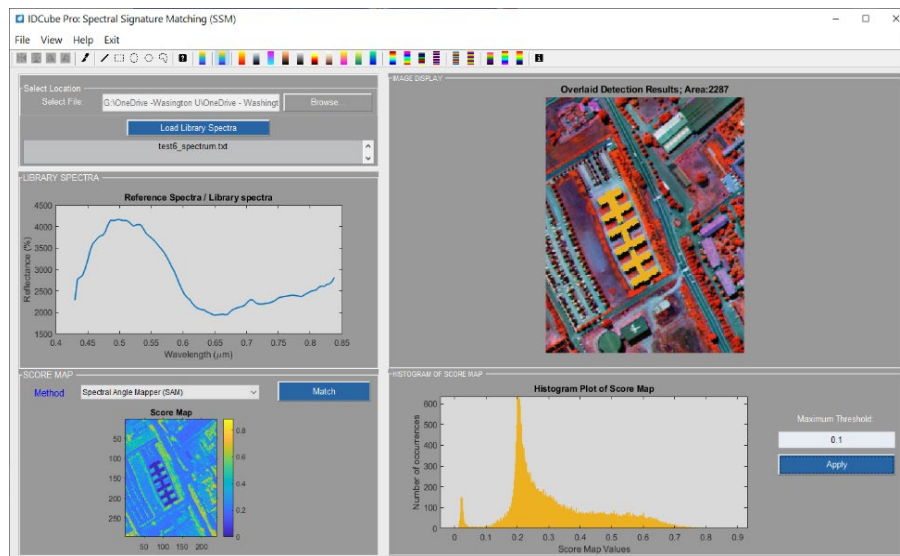 IDCube Pro: Spectral Signature Matching (SSM)
File View Help Exit
Select Location
Select File: G:\OneDrive -Wasington U\OneDrive - Washingt Browse...
Load Library Spectra
test6_spectrum.txt
LIBRARY SPECTRA
Reference Spectra / Library spectra
4500
4000
3500
3000
2500
2000
1500
Reflectance (%)
0.4 0.45 0.5 0.55 0.6 0.65 0.7 0.75 0.8 0.85
Wavelength (μm)
SCORE MAP
Method Spectral Angle Mapper (SAM) Match
Score Map
50
100
150
200
250
50 100 150 200
0.8
0.6
0.4
0.2
0
IMAGE DISPLAY
Overlaid Detection Results; Area:2287
HISTOGRAM OF SCORE MAP
Histogram Plot of Score Map
600
500
400
300
200
100
0
Number of occurrences
0 0.1 0.2 0.3 0.4 0.5 0.6 0.7 0.8 0.9
Score Map Values
Maximum Threshold:
0.1
Apply